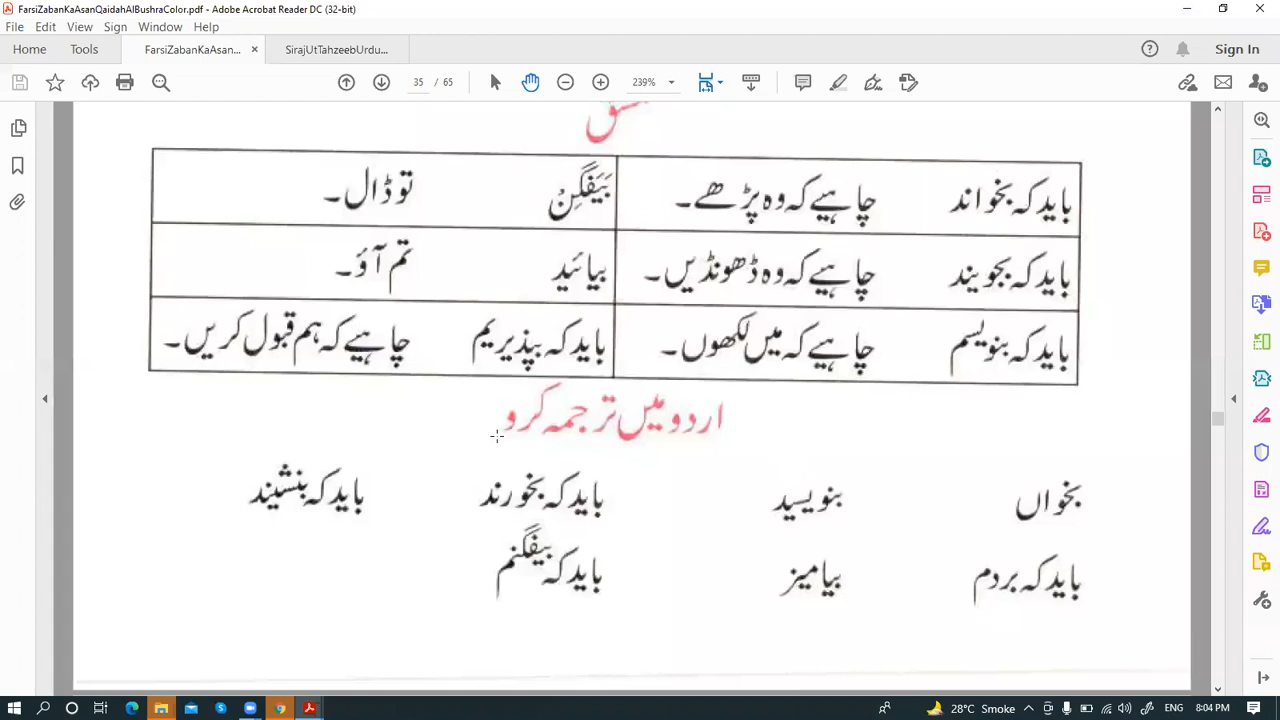 FarsiZabanKaAsanQaidahAlBushraColor.pdf - Adobe Acrobat Reader DC (32-bit)
File Edit View Sign Window Help
Home Tools FarsiZabanKaAsan... × SirajUtTahzeebUrdu... Sign In
35 / 65 239%
مشق
باید کہ بخواند چاہیے کہ وہ پڑھے۔ بَیَفْگَنْ تو ڈال۔
باید کہ بجویند چاہیے کہ وہ ڈھونڈیں۔ بیائید تم آؤ۔
باید کہ بنویسم چاہیے کہ میں لکھوں۔ باید کہ بپذیریم چاہیے کہ ہم قبول کریں۔
اردو میں ترجمہ کرو
بخواں بنویسید باید کہ بخورند باید کہ بنشیند
باید کہ بردم بیامیز باید کہ بیفگنم
28°C Smoke ENG 8:04 PM